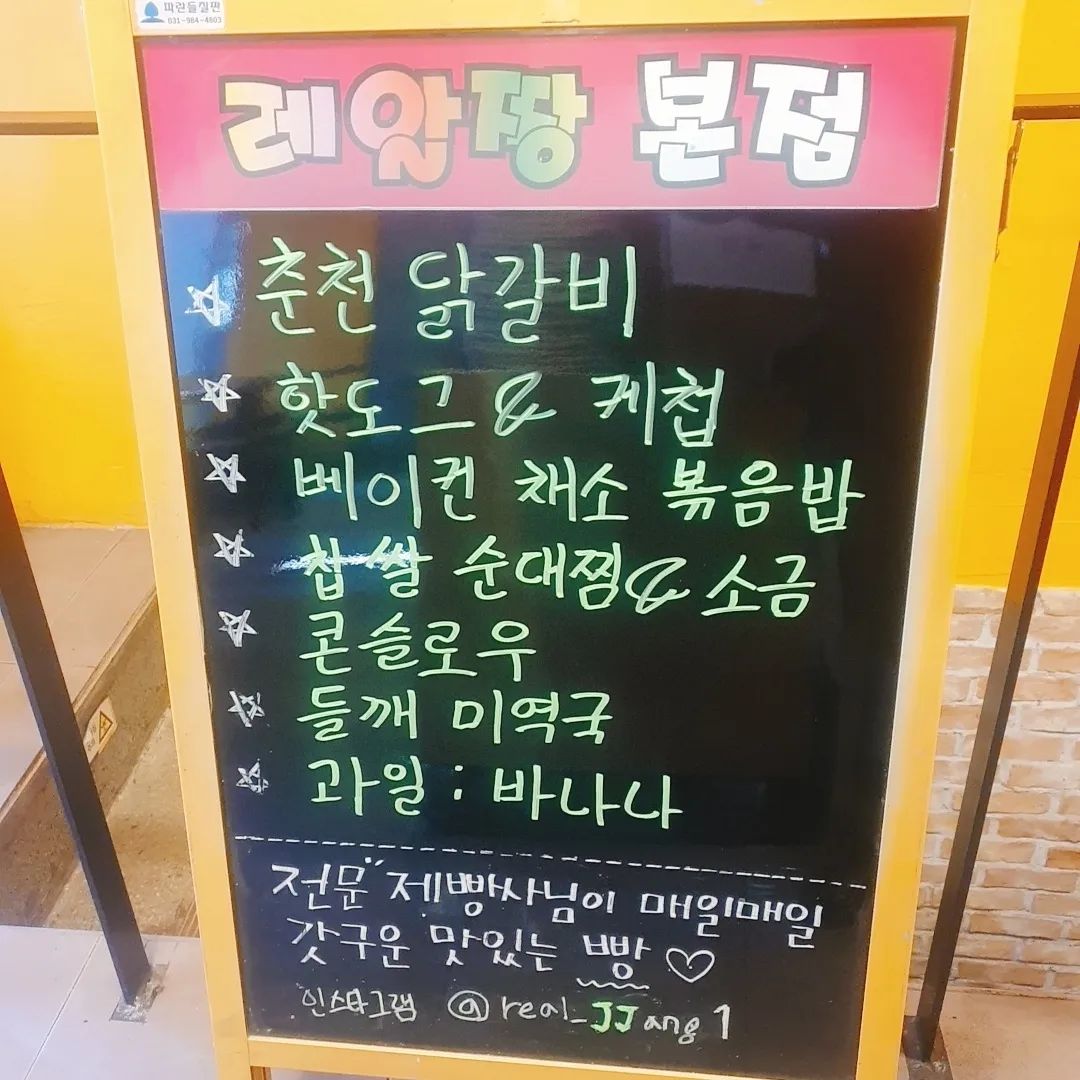 파란들칠판
031-984-4803
레알짱 본점
춘천 닭갈비
핫도그 & 케첩
베이컨 채소 볶음밥
찹쌀 순대찜 & 소금
콘슬로우
들깨 미역국
과일 : 바나나
전문 제빵사님이 매일매일
갓구운 맛있는 빵 ♡
인스타그램 @real_JJang1